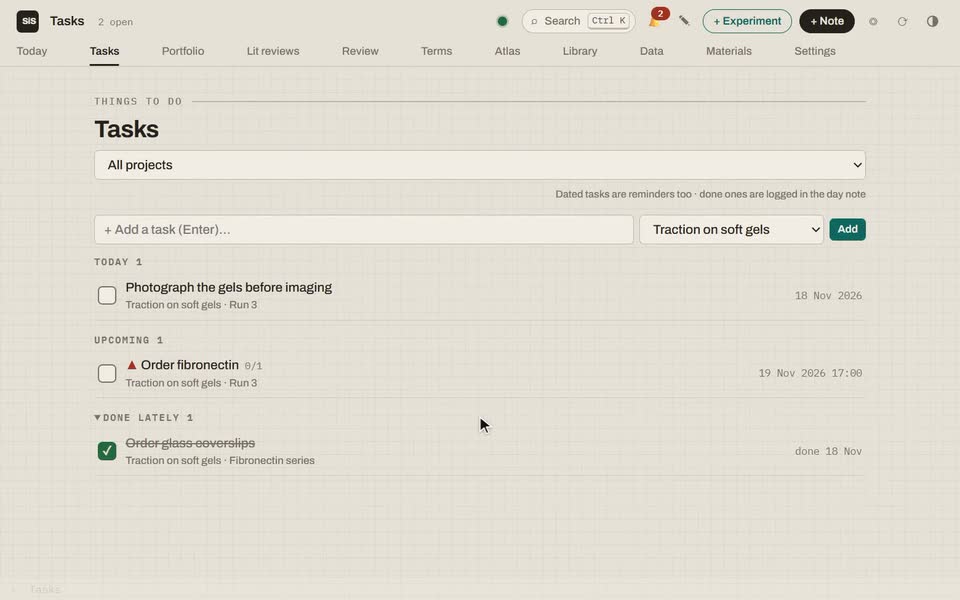 SiS Tasks 2 open Search Ctrl K 2 + Experiment + Note
Today Tasks Portfolio Lit reviews Review Terms Atlas Library Data Materials Settings
THINGS TO DO
Tasks
All projects
Dated tasks are reminders too · done ones are logged in the day note
+ Add a task (Enter)... Traction on soft gels Add
TODAY 1
Photograph the gels before imaging
Traction on soft gels · Run 3
18 Nov 2026
UPCOMING 1
▲ Order fibronectin 0/1
Traction on soft gels · Run 3
19 Nov 2026 17:00
▼ DONE LATELY 1
Order glass coverslips
Traction on soft gels · Fibronectin series
done 18 Nov
Tasks